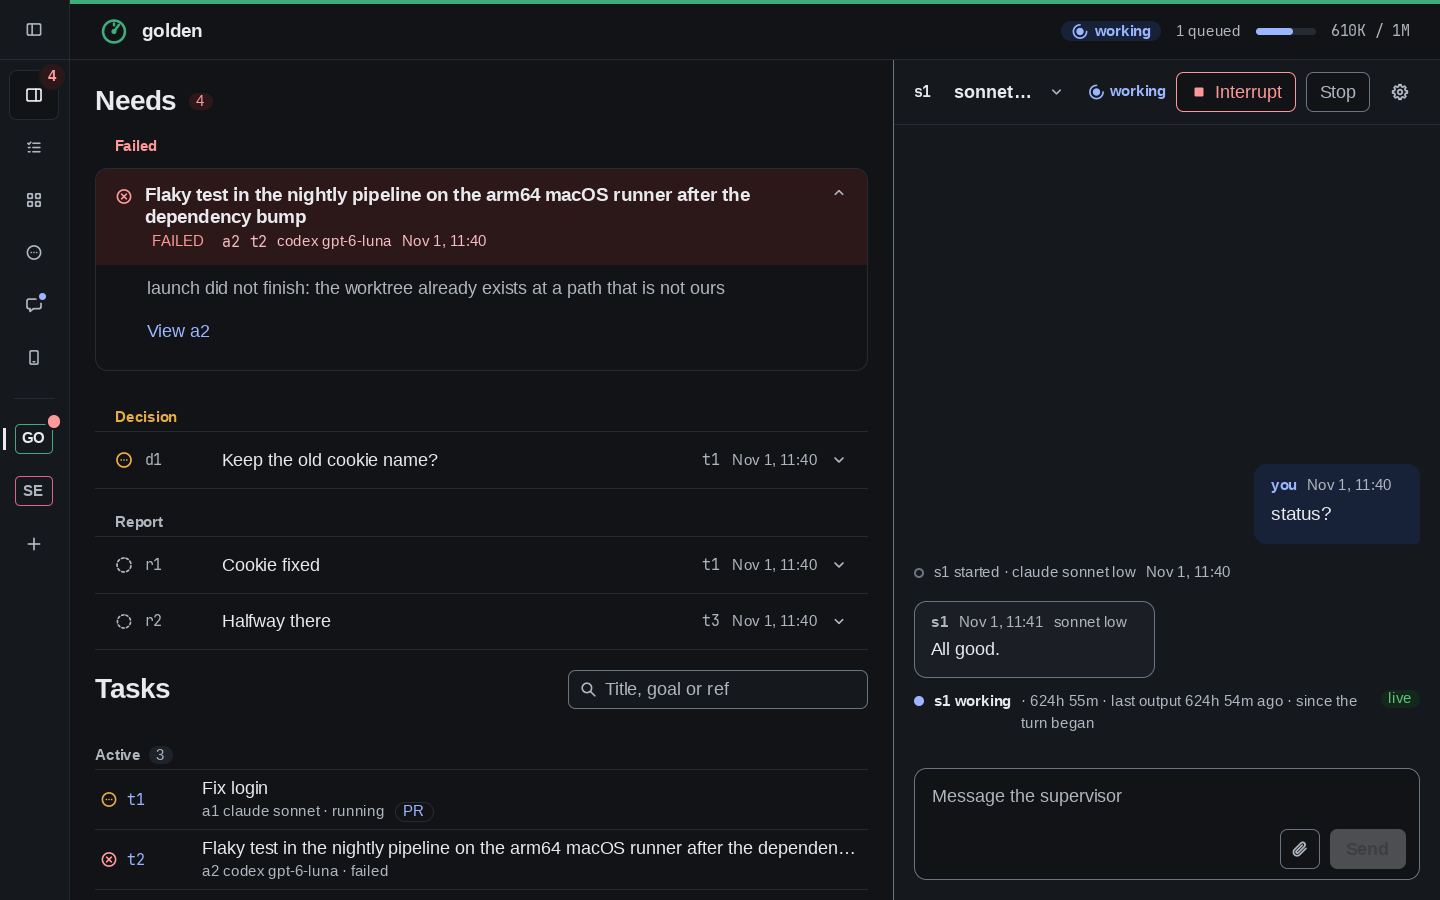 golden
working
1 queued
610K / 1M
4
Needs 4
Failed
Flaky test in the nightly pipeline on the arm64 macOS runner after the
dependency bump
FAILED a2 t2 codex gpt-6-luna Nov 1, 11:40
launch did not finish: the worktree already exists at a path that is not ours
View a2
Decision
d1 Keep the old cookie name? t1 Nov 1, 11:40
Report
r1 Cookie fixed t1 Nov 1, 11:40
r2 Halfway there t3 Nov 1, 11:40
Tasks
Title, goal or ref
Active 3
t1 Fix login
a1 claude sonnet · running PR
t2 Flaky test in the nightly pipeline on the arm64 macOS runner after the dependen…
a2 codex gpt-6-luna · failed
GO
SE
s1 sonnet… working Interrupt Stop
you Nov 1, 11:40
status?
s1 started · claude sonnet low Nov 1, 11:40
s1 Nov 1, 11:41 sonnet low
All good.
s1 working · 624h 55m · last output 624h 54m ago · since the
turn began
live
Message the supervisor
Send